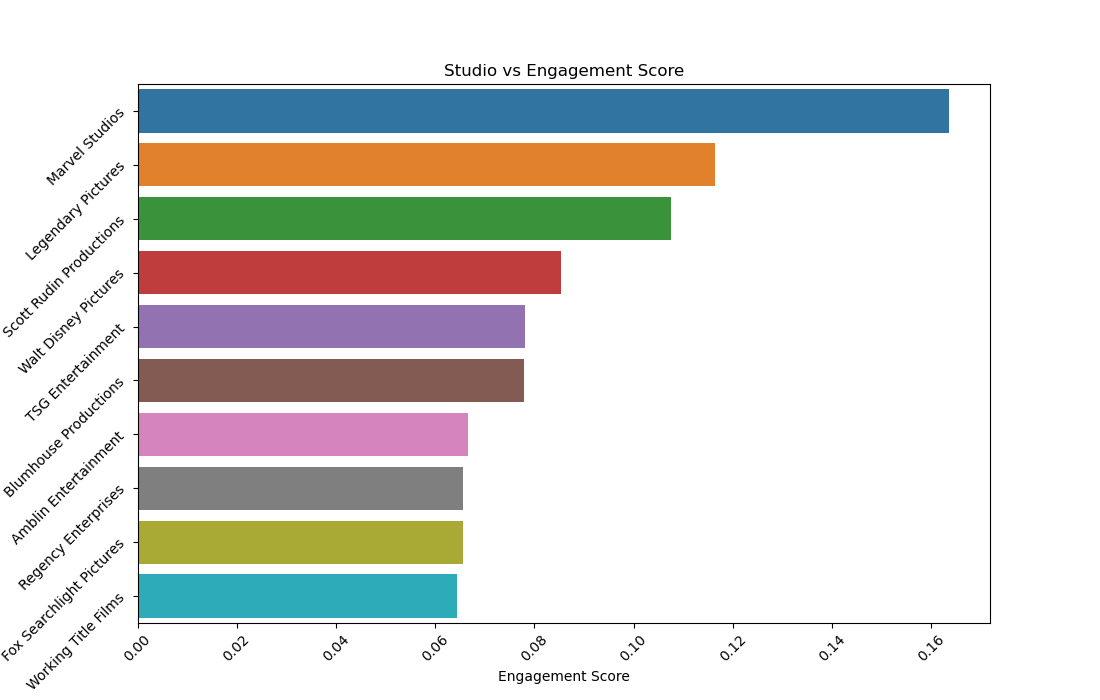 Studio vs Engagement Score
Marvel Studios
Legendary Pictures
Scott Rudin Productions
Walt Disney Pictures
TSG Entertainment
Blumhouse Productions
Amblin Entertainment
Regency Enterprises
Fox Searchlight Pictures
Working Title Films
0.00 0.02 0.04 0.06 0.08 0.10 0.12 0.14 0.16
Engagement Score